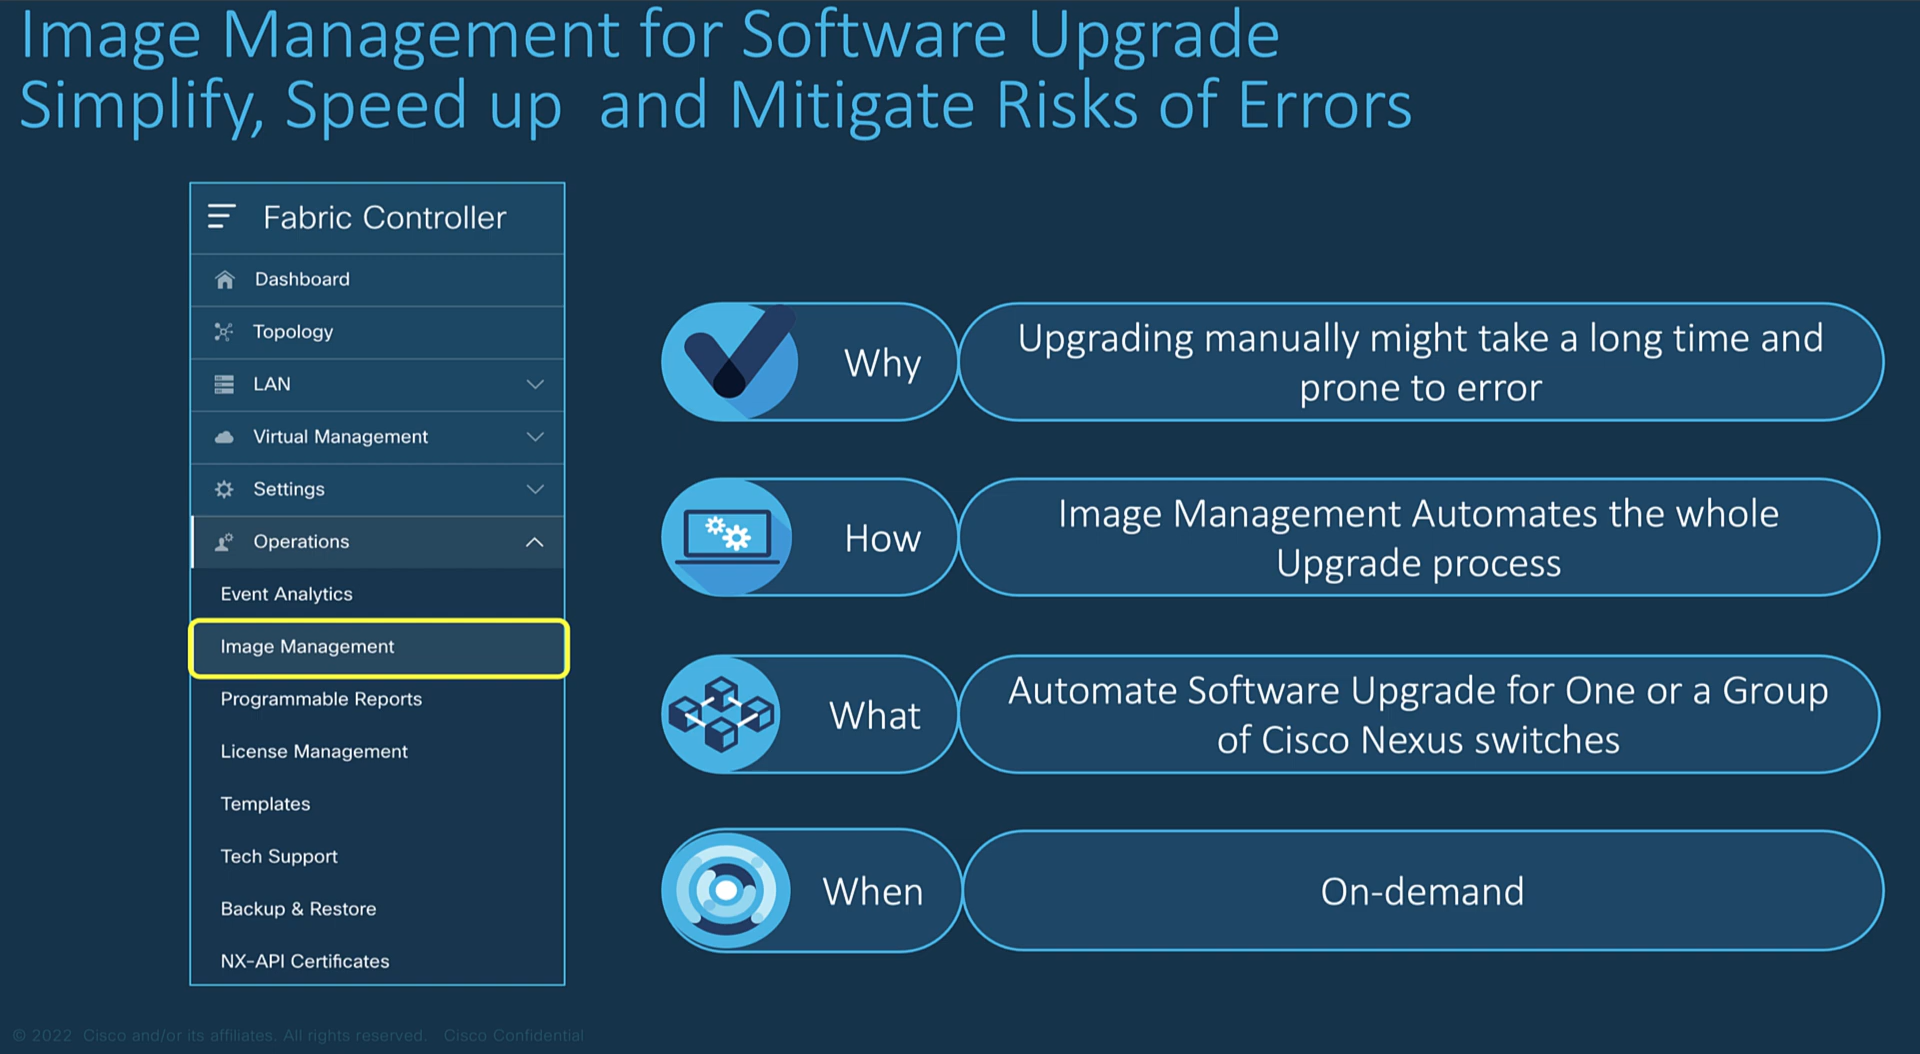 Image Management for Software Upgrade
Simplify, Speed up and Mitigate Risks of Errors
Fabric Controller
Dashboard
Topology
LAN
Virtual Management
Settings
Operations
Event Analytics
Image Management
Programmable Reports
License Management
Templates
Tech Support
Backup & Restore
NX-API Certificates
Why
Upgrading manually might take a long time and
prone to error
How
Image Management Automates the whole
Upgrade process
What
Automate Software Upgrade for One or a Group
of Cisco Nexus switches
When
On-demand
© 2022 Cisco and/or its affiliates. All rights reserved. Cisco Confidential